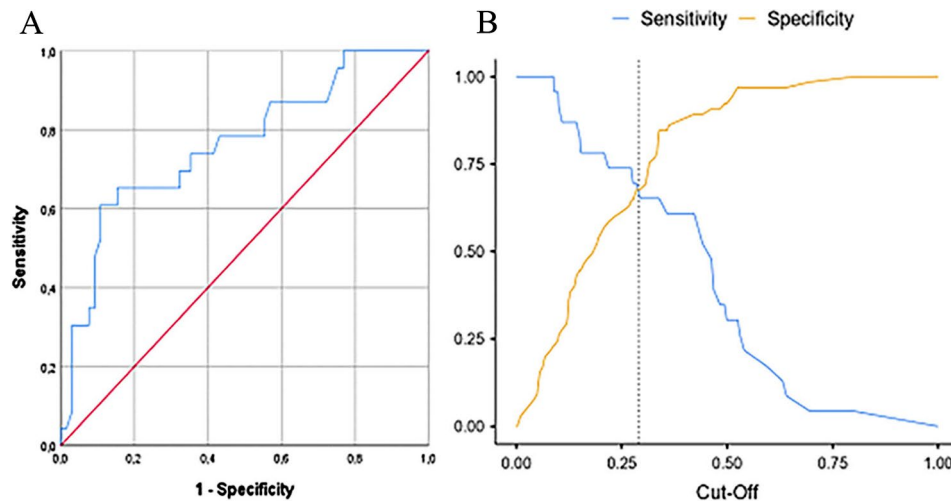 A
1,0
0,8
0,6
0,4
0,2
0,0
Sensitivity
0,0 0,2 0,4 0,6 0,8 1,0
1 - Specificity
B
Sensitivity Specificity
1.00
0.75
0.50
0.25
0.00
0.00 0.25 0.50 0.75 1.00
Cut-Off